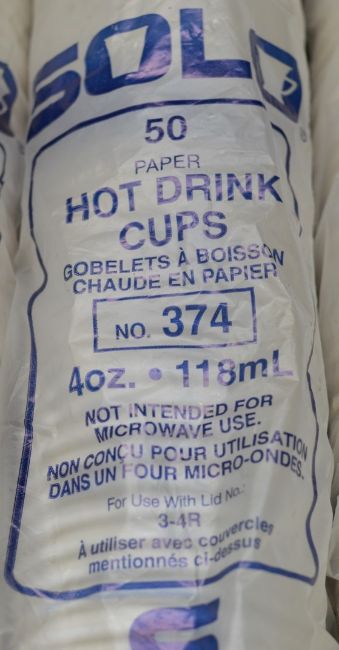 SOLO
50
PAPER
HOT DRINK
CUPS
GOBELETS À BOISSON
CHAUDE EN PAPIER
NO. 374
4oz. • 118mL
NOT INTENDED FOR
MICROWAVE USE.
NON CONÇU POUR UTILISATION
DANS UN FOUR MICRO-ONDES.
For Use With Lid No.:
3-4R
À utiliser avec couvercles
mentionnés ci-dessus
S